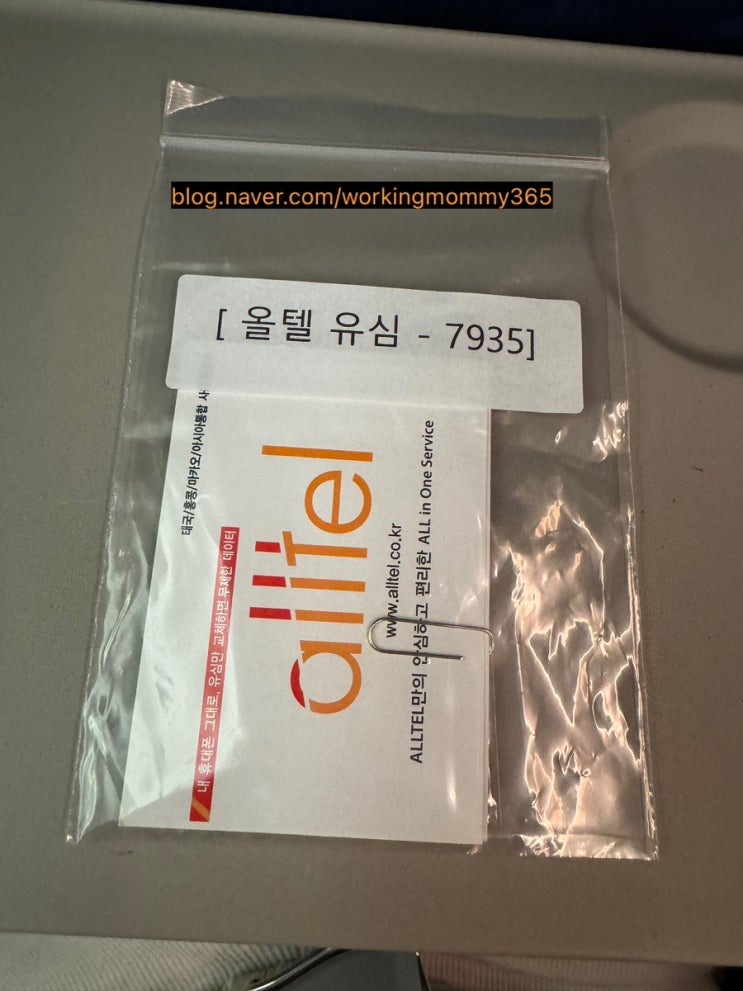 blog.naver.com/workingmommy365
[ 올텔 유심 - 7935]
태국/홍콩/마카오/아시아통합
내 휴대폰 그대로, 유심만 교체하면 무제한 데이터
alltel
www.alltel.co.kr
ALLTEL만의 안심하고 편리한 ALL in One Service